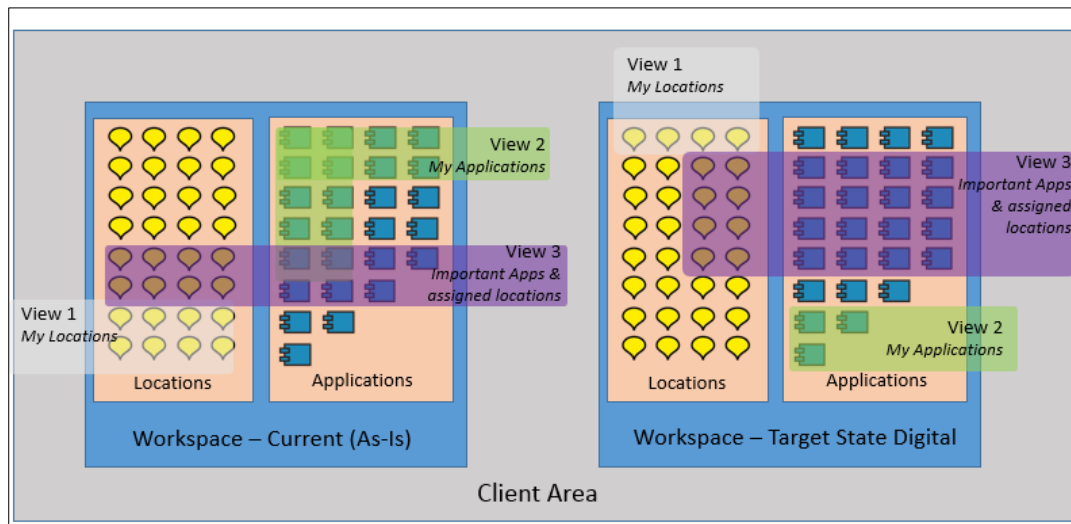 View 1
My Locations
View 2
My Applications
View 3
Important Apps &
assigned locations
View 1
My Locations
Locations
Applications
Workspace – Current (As-Is)
View 3
Important Apps
& assigned
locations
View 2
My Applications
Locations
Applications
Workspace – Target State Digital
Client Area